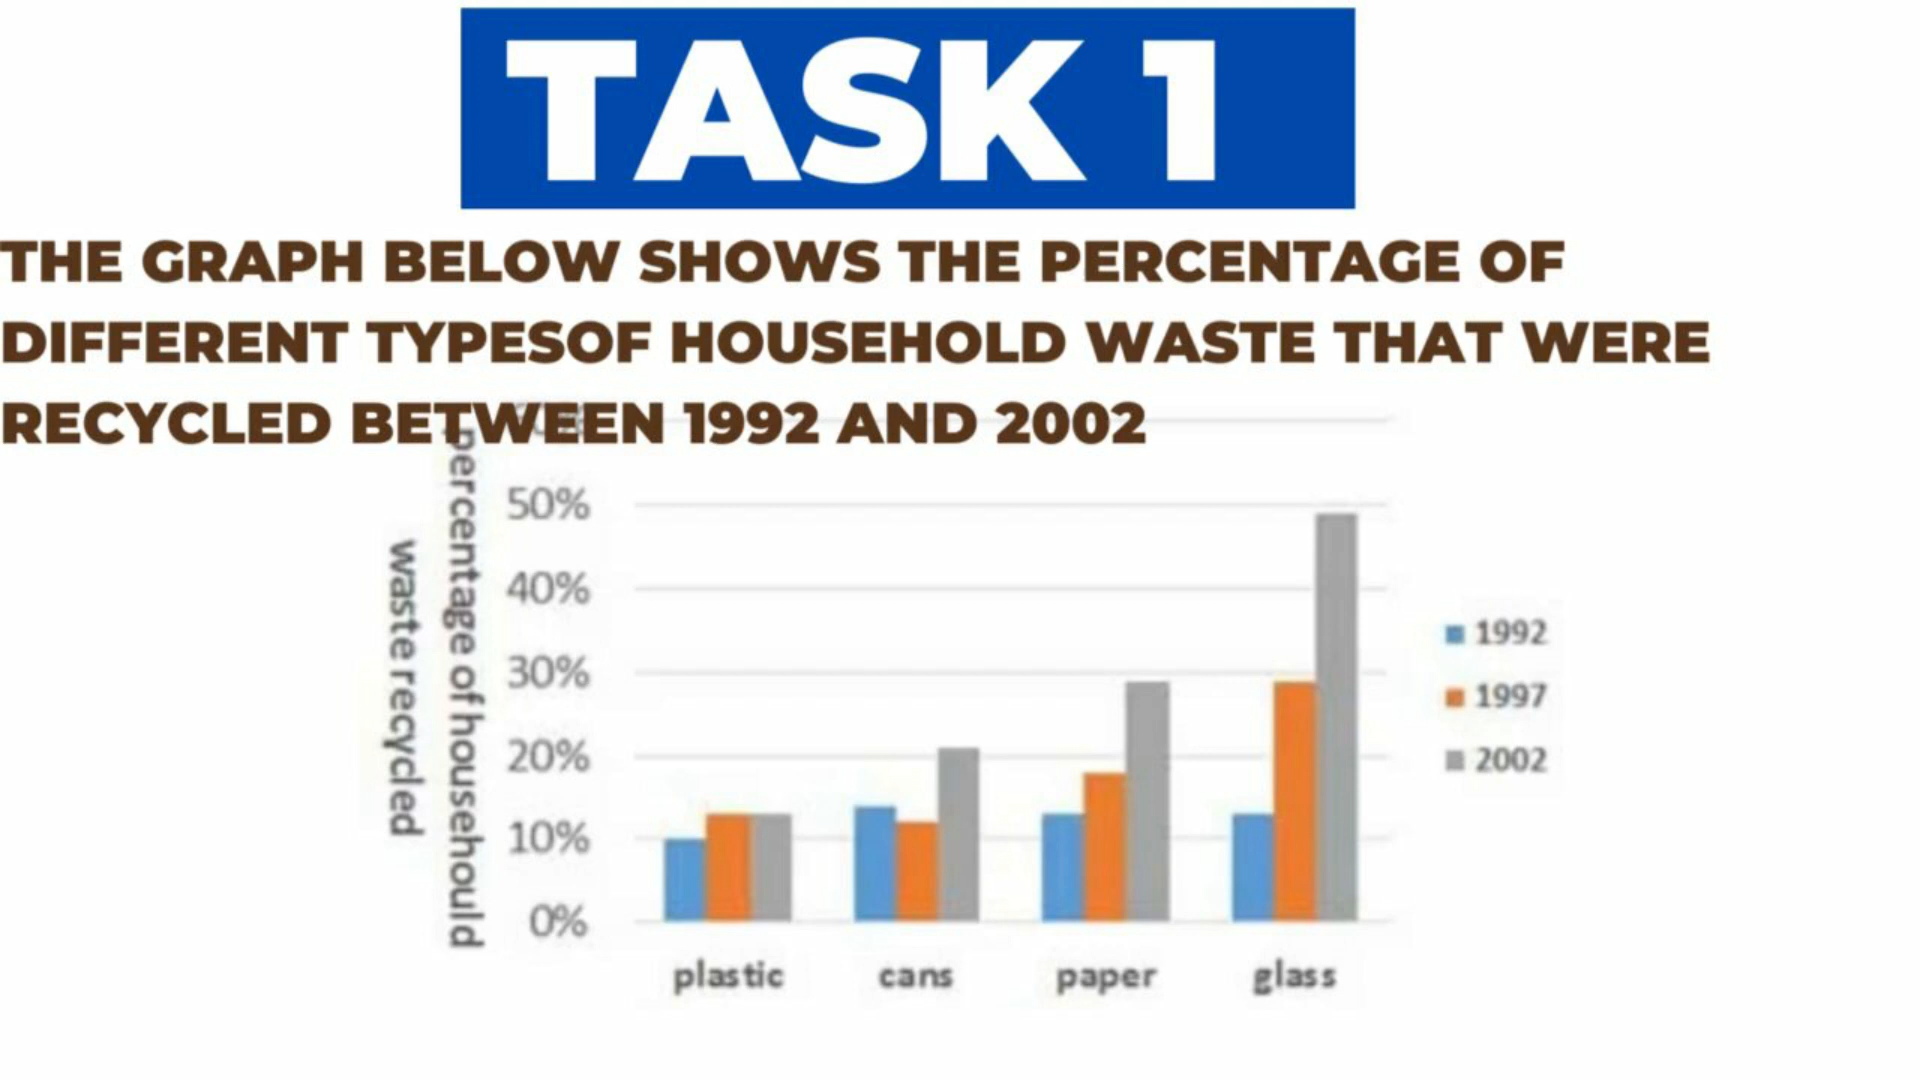 TASK 1
THE GRAPH BELOW SHOWS THE PERCENTAGE OF
DIFFERENT TYPESOF HOUSEHOLD WASTE THAT WERE
RECYCLED BETWEEN 1992 AND 2002
percentage of househould
waste recycled
50%
40%
30%
20%
10%
0%
plastic
cans
paper
glass
1992
1997
2002